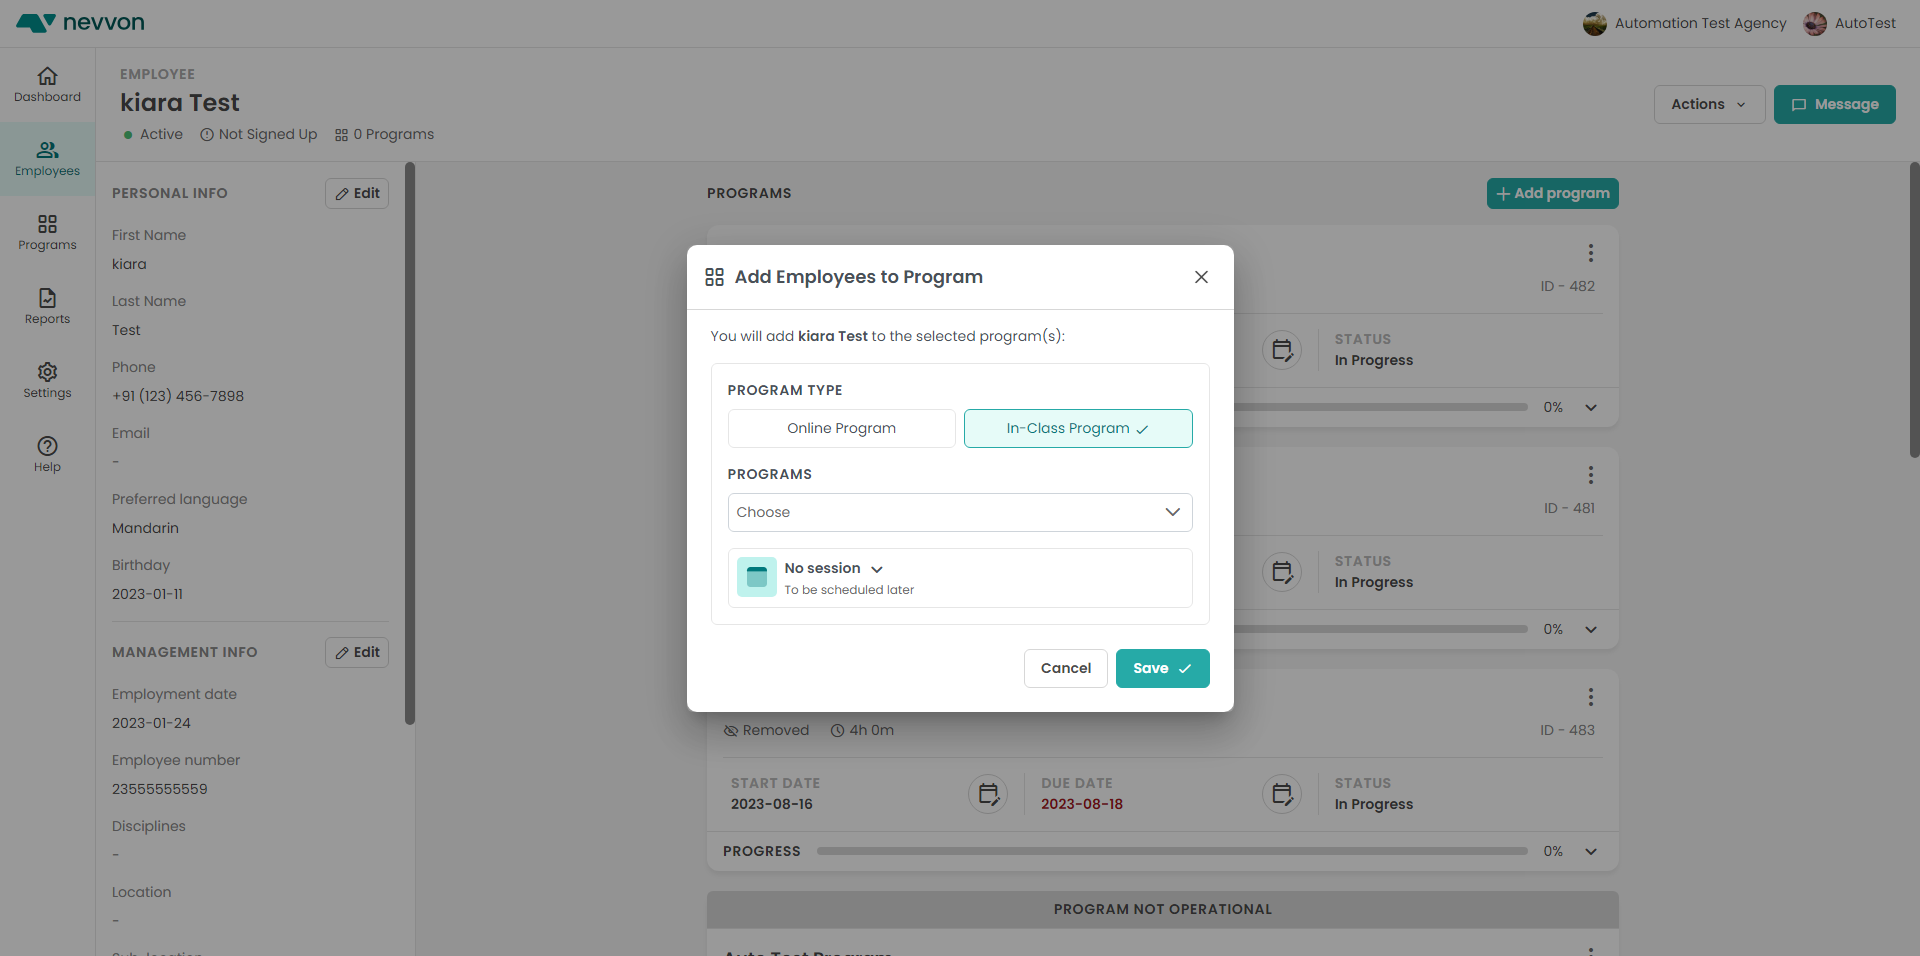 nevvon
Automation Test Agency
AutoTest
Dashboard
Employees
Programs
Reports
Settings
Help
EMPLOYEE
kiara Test
Active
Not Signed Up
0 Programs
Actions
Message
PERSONAL INFO
Edit
First Name
kiara
Last Name
Test
Phone
+91 (123) 456-7898
Email
-
Preferred language
Mandarin
Birthday
2023-01-11
MANAGEMENT INFO
Edit
Employment date
2023-01-24
Employee number
23555555559
Disciplines
-
Location
-
Sub-location
PROGRAMS
+ Add program
ID - 482
STATUS
In Progress
0%
ID - 481
STATUS
In Progress
0%
Add Employees to Program
You will add kiara Test to the selected program(s):
PROGRAM TYPE
Online Program
In-Class Program
PROGRAMS
Choose
No session
To be scheduled later
Cancel
Save
Removed
4h 0m
ID - 483
START DATE
2023-08-16
DUE DATE
2023-08-18
STATUS
In Progress
PROGRESS
0%
PROGRAM NOT OPERATIONAL
Auto Test Program